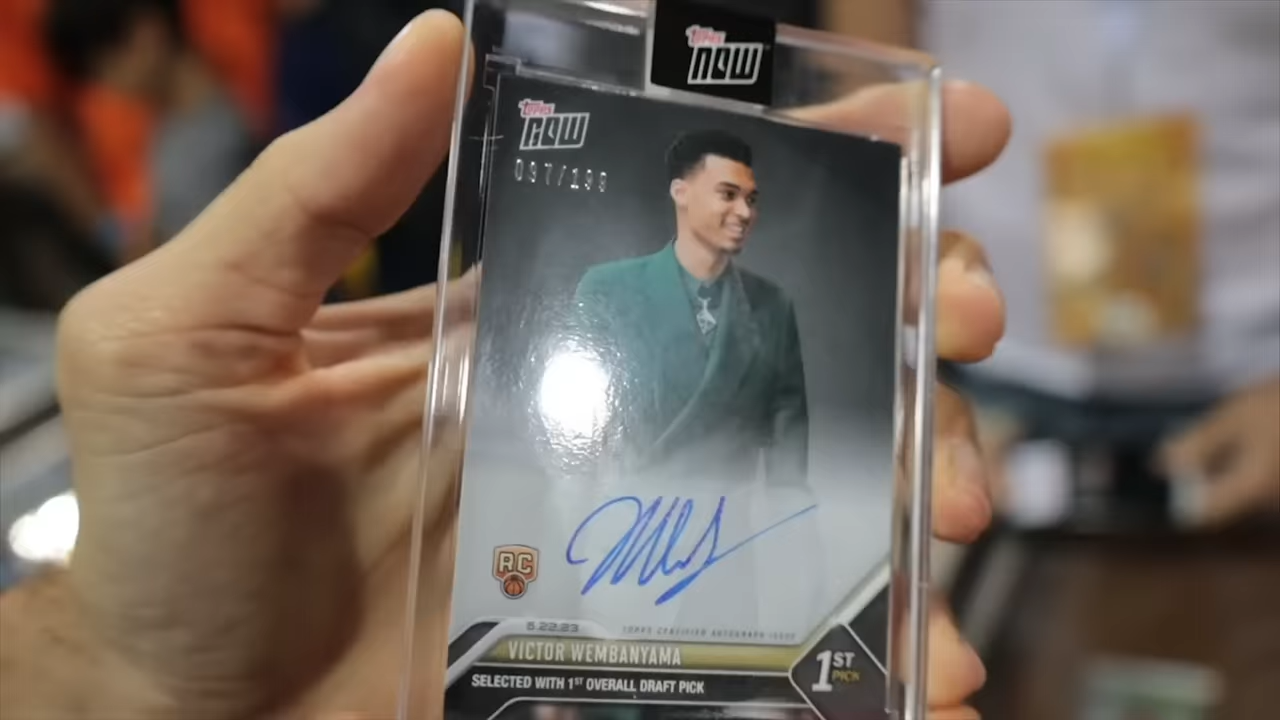 TOPPS
NOW
TOPPS
NOW
097/199
RC
6.22.23
TOPPS CERTIFIED AUTOGRAPH ISSUE
VICTOR WEMBANYAMA
SELECTED WITH 1ST OVERALL DRAFT PICK
1ST
PICK